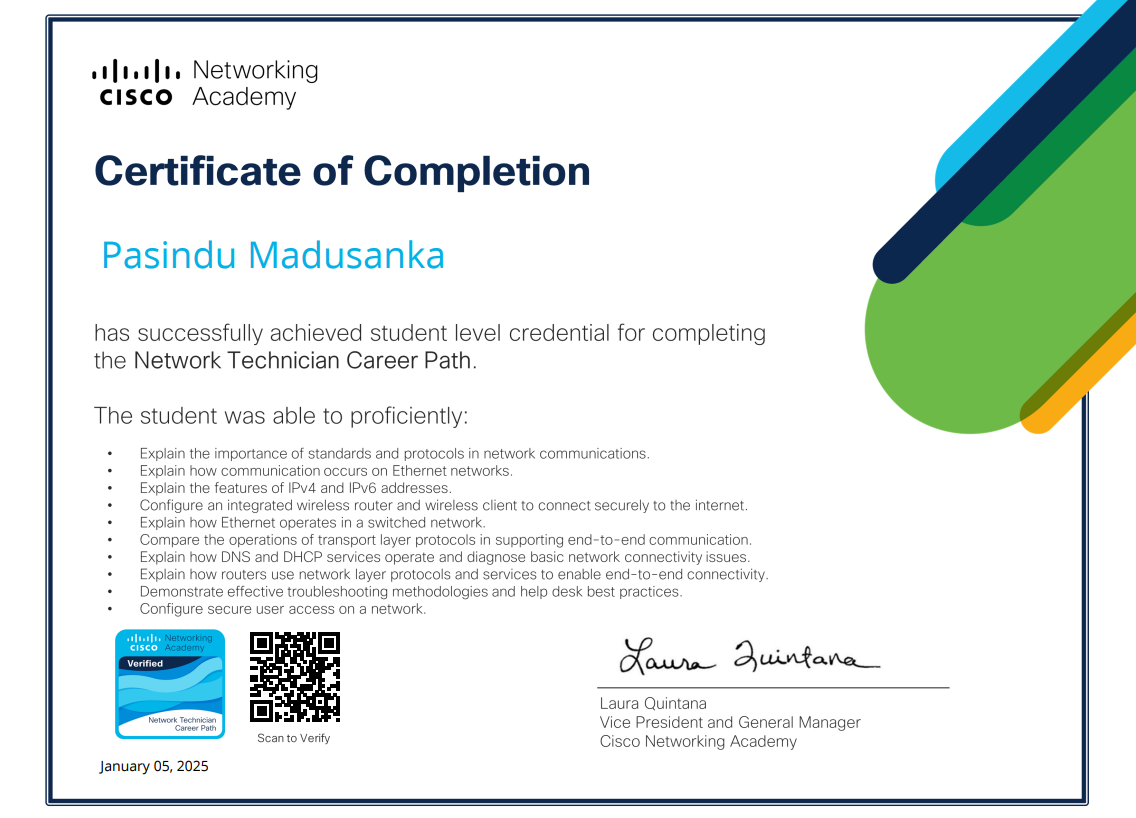 Networking
CISCO Academy
Certificate of Completion
Pasindu Madusanka
has successfully achieved student level credential for completing
the Network Technician Career Path.
The student was able to proficiently:
• Explain the importance of standards and protocols in network communications.
• Explain how communication occurs on Ethernet networks.
• Explain the features of IPv4 and IPv6 addresses.
• Configure an integrated wireless router and wireless client to connect securely to the internet.
• Explain how Ethernet operates in a switched network.
• Compare the operations of transport layer protocols in supporting end-to-end communication.
• Explain how DNS and DHCP services operate and diagnose basic network connectivity issues.
• Explain how routers use network layer protocols and services to enable end-to-end connectivity.
• Demonstrate effective troubleshooting methodologies and help desk best practices.
• Configure secure user access on a network.
Networking
CISCO Academy
Verified
Network Technician
Career Path
Scan to Verify
January 05, 2025
Laura Quintana
Laura Quintana
Vice President and General Manager
Cisco Networking Academy